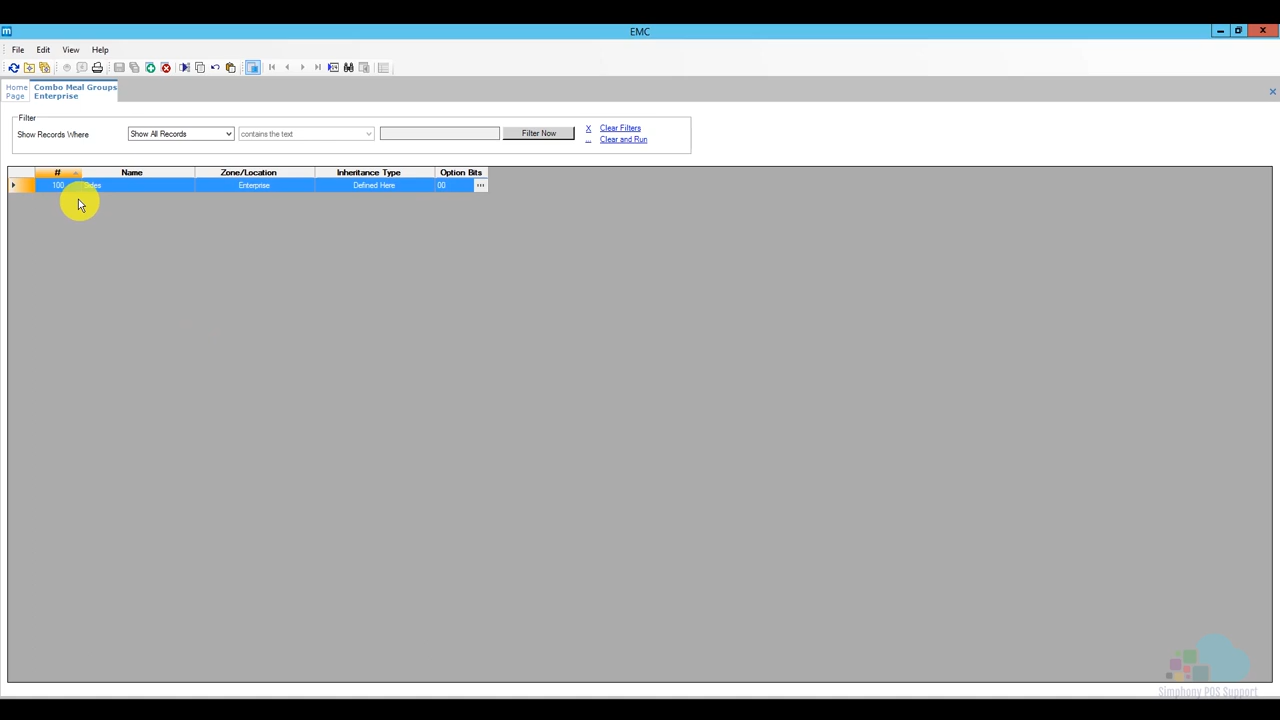 m
EMC
File Edit View Help
Home Page
Combo Meal Groups
Enterprise
Filter
Show Records Where Show All Records contains the text Filter Now X Clear Filters
... Clear and Run
# Name Zone/Location Inheritance Type Option Bits
100 Sides Enterprise Defined Here 00 ...
Simphony POS Support